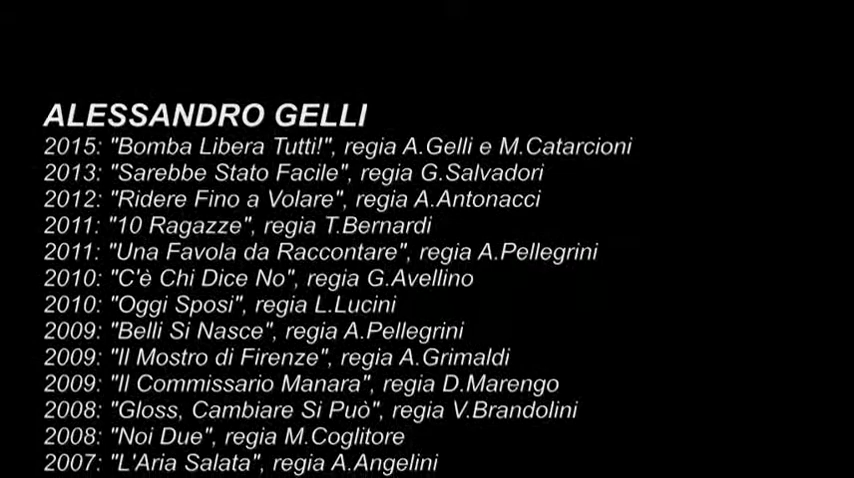 ALESSANDRO GELLI
2015: "Bomba Libera Tutti!", regia A.Gelli e M.Catarcioni
2013: "Sarebbe Stato Facile", regia G.Salvadori
2012: "Ridere Fino a Volare", regia A.Antonacci
2011: "10 Ragazze", regia T.Bernardi
2011: "Una Favola da Raccontare", regia A.Pellegrini
2010: "C'è Chi Dice No", regia G.Avellino
2010: "Oggi Sposi", regia L.Lucini
2009: "Belli Si Nasce", regia A.Pellegrini
2009: "Il Mostro di Firenze", regia A.Grimaldi
2009: "Il Commissario Manara", regia D.Marengo
2008: "Gloss, Cambiare Si Può", regia V.Brandolini
2008: "Noi Due", regia M.Coglitore
2007: "L'Aria Salata", regia A.Angelini